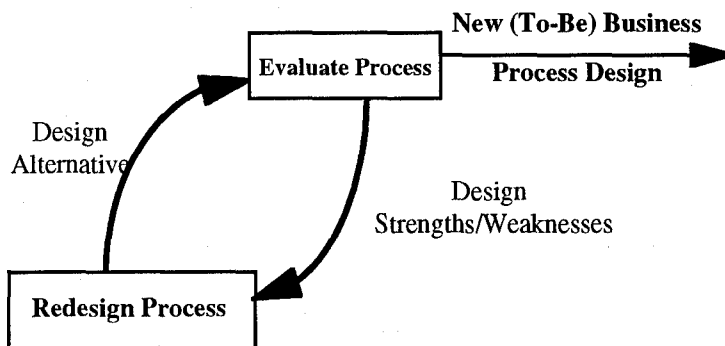 New (To-Be) Business
Evaluate Process
Process Design
Design
Alternative
Design
Strengths/Weaknesses
Redesign Process